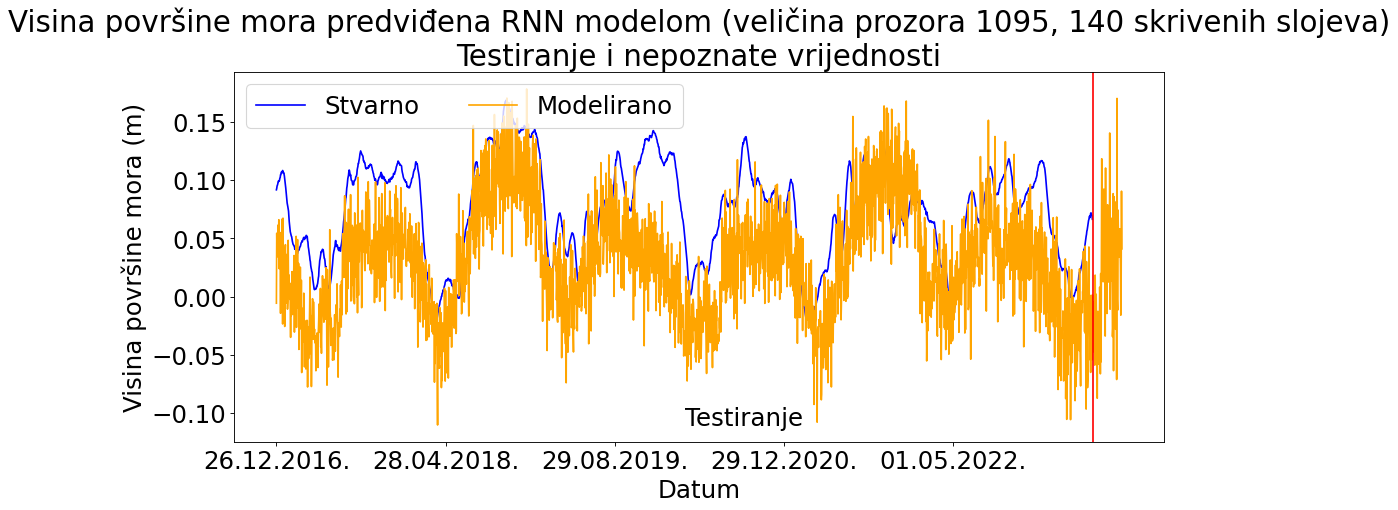 Visina površine mora predviđena RNN modelom (veličina prozora 1095, 140 skrivenih slojeva)
Testiranje i nepoznate vrijednosti
Stvarno
Modelirano
Visina površine mora (m)
0.15
0.10
0.05
0.00
−0.05
−0.10
Testiranje
26.12.2016.
28.04.2018.
29.08.2019.
29.12.2020.
01.05.2022.
Datum